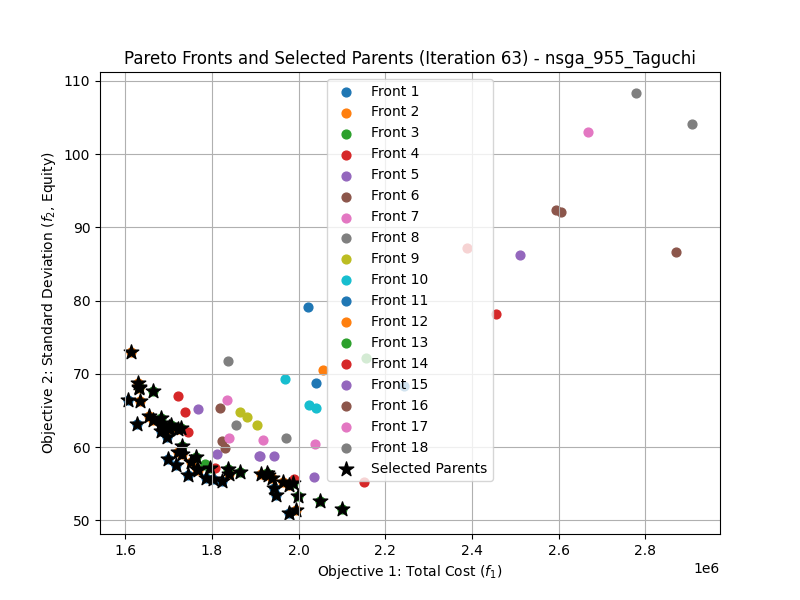 Pareto Fronts and Selected Parents (Iteration 63) - nsga_955_Taguchi
Objective 2: Standard Deviation (f₂, Equity)
110
100
90
80
70
60
50
Front 1
Front 2
Front 3
Front 4
Front 5
Front 6
Front 7
Front 8
Front 9
Front 10
Front 11
Front 12
Front 13
Front 14
Front 15
Front 16
Front 17
Front 18
Selected Parents
1.6 1.8 2.0 2.2 2.4 2.6 2.8
1e6
Objective 1: Total Cost (f₁)